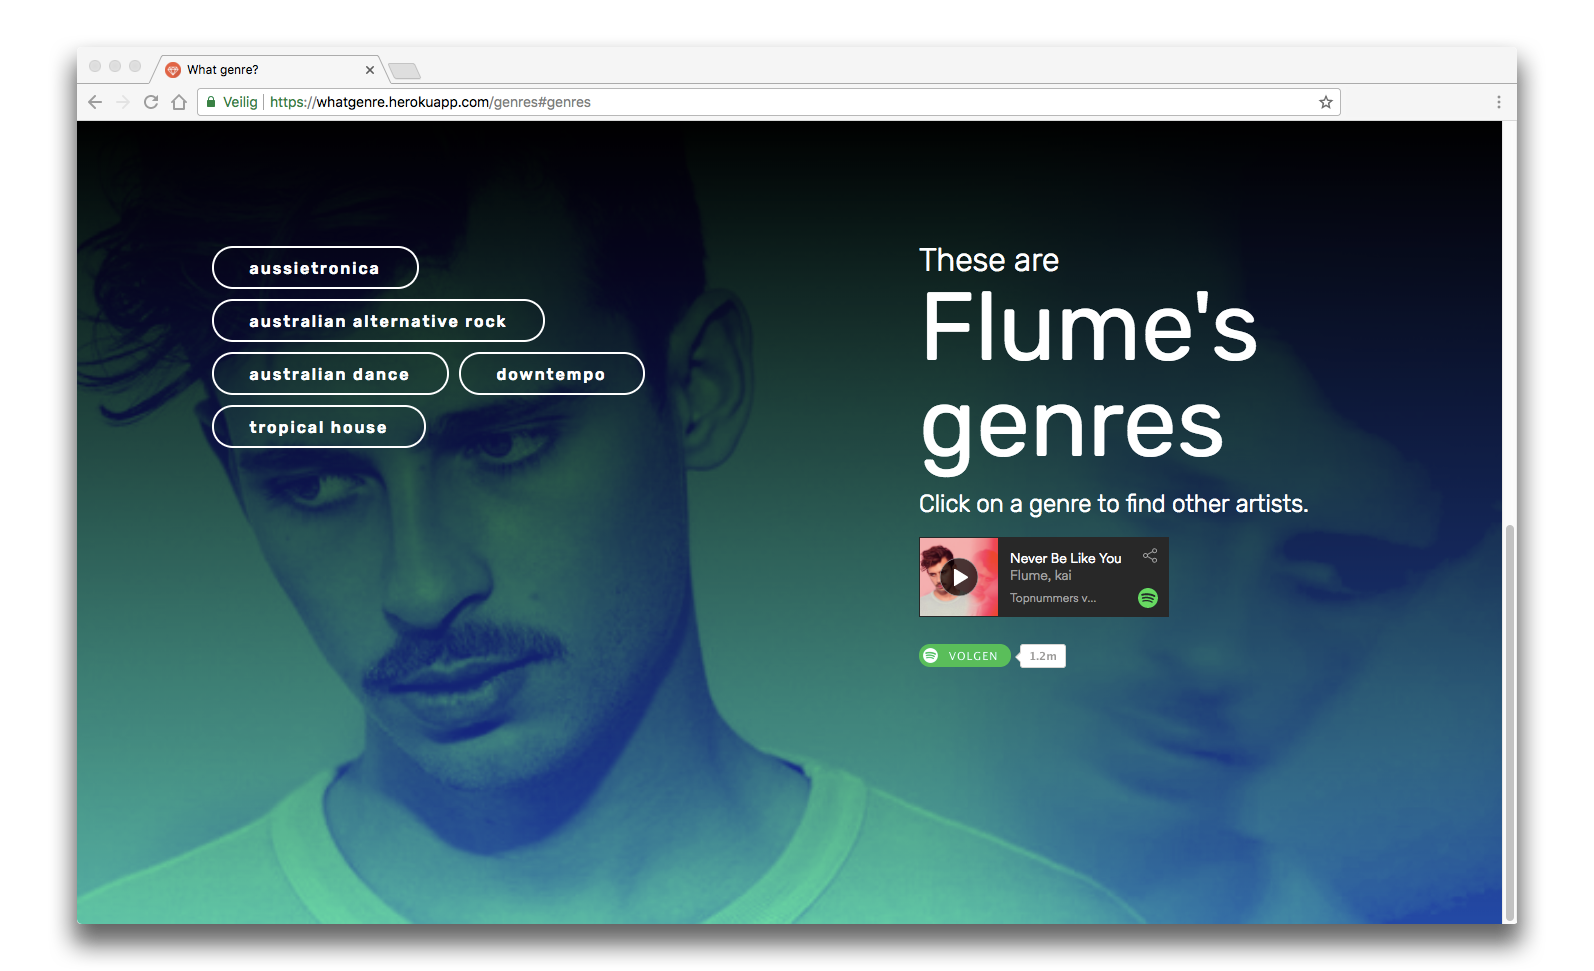 What genre?
Veilig
https://whatgenre.herokuapp.com/genres#genres
aussietronica
australian alternative rock
australian dance
downtempo
tropical house
These are
Flume's
genres
Click on a genre to find other artists.
Never Be Like You
Flume, kai
Topnummers v...
VOLGEN
1.2m